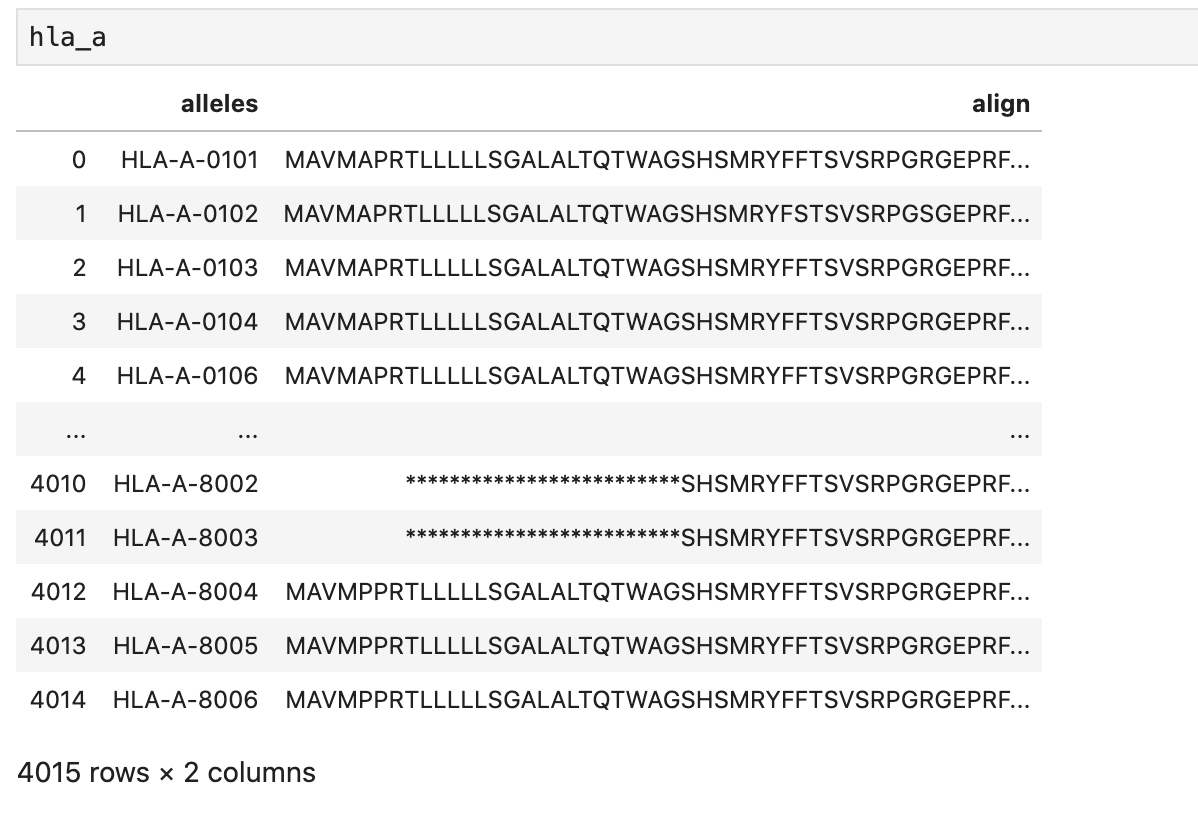 hla_a
alleles align
0 HLA-A-0101 MAVMAPRTLLLLLSGALALTQTWAGSHSMRYFFTSVSRPGRGEPRF...
1 HLA-A-0102 MAVMAPRTLLLLLSGALALTQTWAGSHSMRYFSTSVSRPGSGEPRF...
2 HLA-A-0103 MAVMAPRTLLLLLSGALALTQTWAGSHSMRYFFTSVSRPGRGEPRF...
3 HLA-A-0104 MAVMAPRTLLLLLSGALALTQTWAGSHSMRYFFTSVSRPGRGEPRF...
4 HLA-A-0106 MAVMAPRTLLLLLSGALALTQTWAGSHSMRYFFTSVSRPGRGEPRF...
... ... ...
4010 HLA-A-8002 *************************SHSMRYFFTSVSRPGRGEPRF...
4011 HLA-A-8003 *************************SHSMRYFFTSVSRPGRGEPRF...
4012 HLA-A-8004 MAVMPPRTLLLLLSGALALTQTWAGSHSMRYFFTSVSRPGRGEPRF...
4013 HLA-A-8005 MAVMPPRTLLLLLSGALALTQTWAGSHSMRYFFTSVSRPGRGEPRF...
4014 HLA-A-8006 MAVMPPRTLLLLLSGALALTQTWAGSHSMRYFFTSVSRPGRGEPRF...
4015 rows × 2 columns